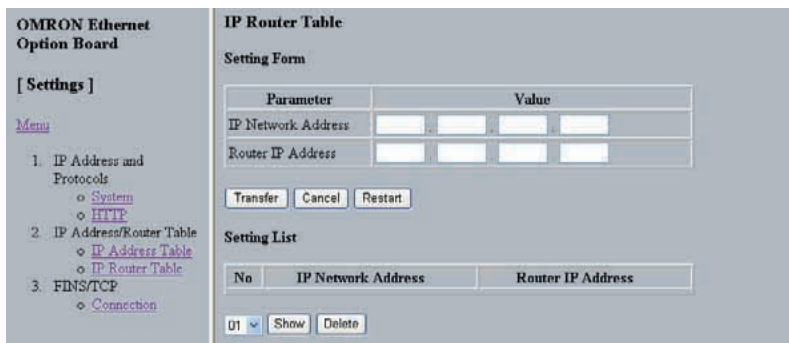 OMRON Ethernet
Option Board
[ Settings ]
Menu
1. IP Address and
Protocols
System
HTTP
2. IP Address/Router Table
IP Address Table
IP Router Table
3. FINS/TCP
Connection
IP Router Table
Setting Form
Parameter Value
IP Network Address . . .
Router IP Address . . .
Transfer Cancel Restart
Setting List
No IP Network Address Router IP Address
01 Show Delete